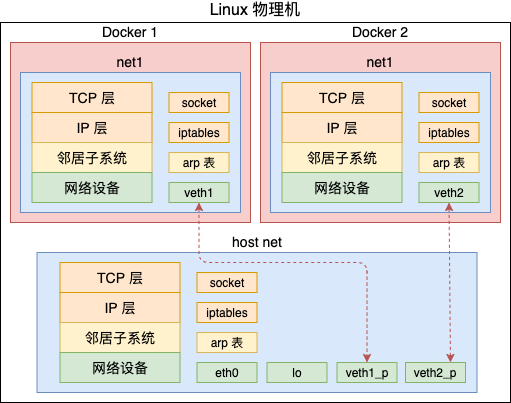 Linux 物理机
Docker 1
net1
TCP 层
socket
IP 层
iptables
邻居子系统
arp 表
网络设备
veth1
Docker 2
net1
TCP 层
socket
IP 层
iptables
邻居子系统
arp 表
网络设备
veth2
host net
TCP 层
socket
IP 层
iptables
邻居子系统
arp 表
网络设备
eth0
lo
veth1_p
veth2_p